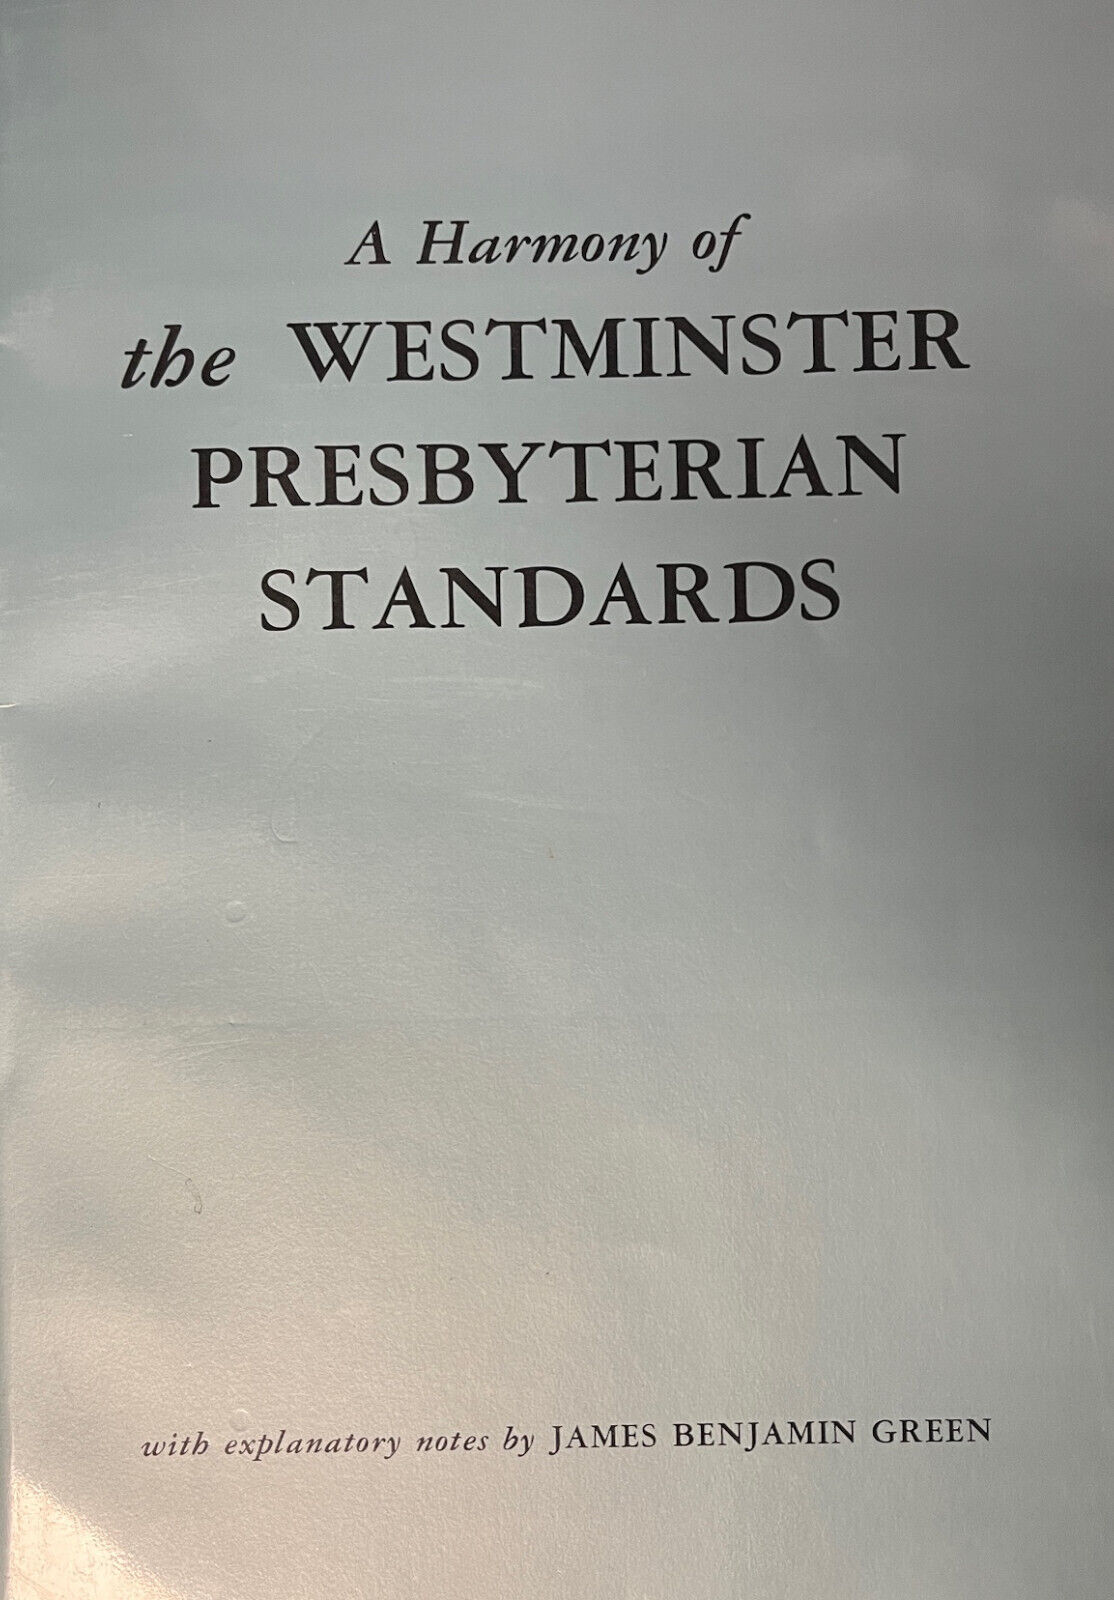 A Harmony of
the WESTMINSTER
PRESBYTERIAN
STANDARDS
with explanatory notes by JAMES BENJAMIN GREEN